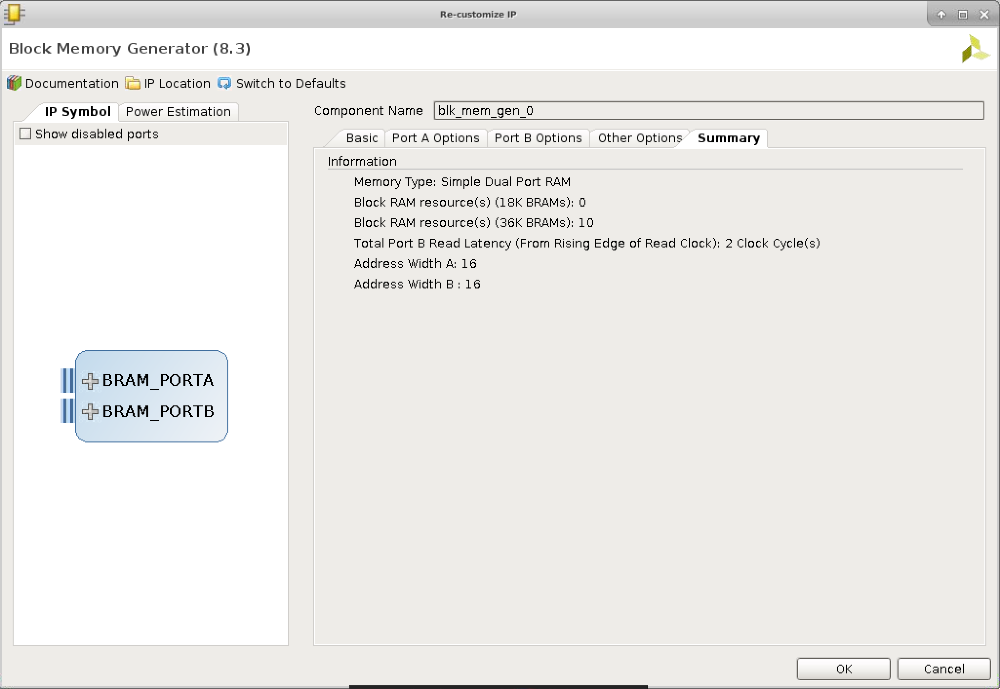 Re-customize IP
Block Memory Generator (8.3)
Documentation IP Location Switch to Defaults
IP Symbol Power Estimation
Show disabled ports
BRAM_PORTA
BRAM_PORTB
Component Name blk_mem_gen_0
Basic Port A Options Port B Options Other Options Summary
Information
Memory Type: Simple Dual Port RAM
Block RAM resource(s) (18K BRAMs): 0
Block RAM resource(s) (36K BRAMs): 10
Total Port B Read Latency (From Rising Edge of Read Clock): 2 Clock Cycle(s)
Address Width A: 16
Address Width B : 16
OK Cancel